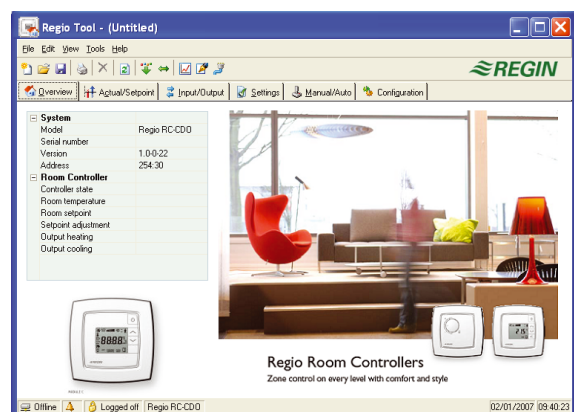 Regio Tool - (Untitled)
File Edit View Tools Help
REGIN
Overview Actual/Setpoint Input/Output Settings Manual/Auto Configuration
System
Model Regio RC-CDO
Serial number
Version 1.0-0-22
Address 254:30
Room Controller
Controller state
Room temperature
Room setpoint
Setpoint adjustment
Output heating
Output cooling
Regio Room Controllers
Zone control on every level with comfort and style
Offline Logged off Regio RC-CDO 02/01/2007 09:40:23